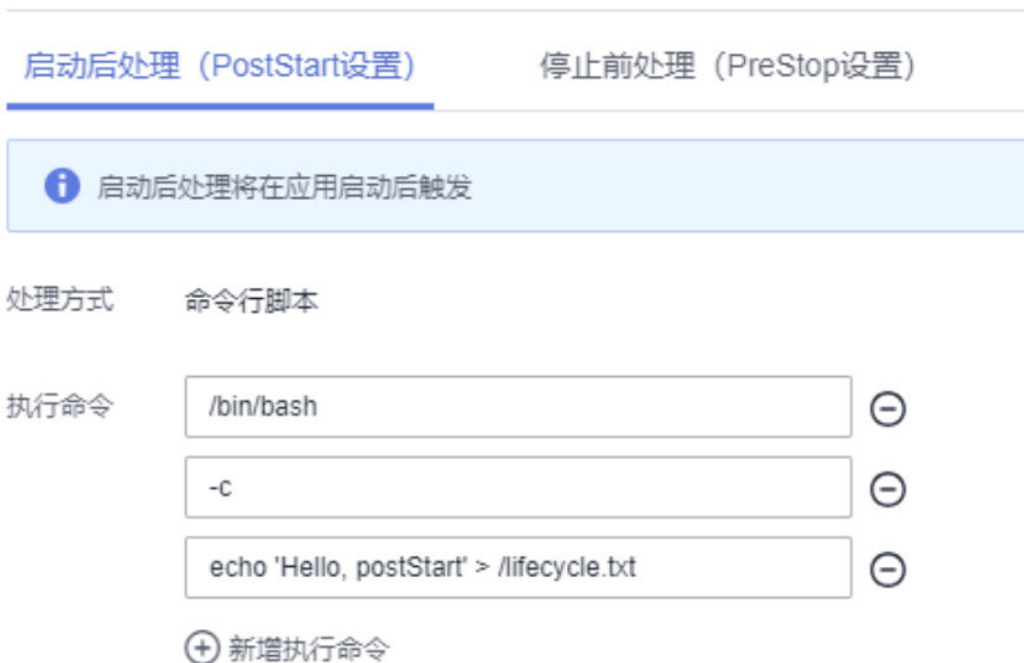 启动后处理（PostStart设置） 停止前处理（PreStop设置）
启动后处理将在应用启动后触发
处理方式 命令行脚本
执行命令 /bin/bash
-c
echo 'Hello, postStart' > /lifecycle.txt
新增执行命令